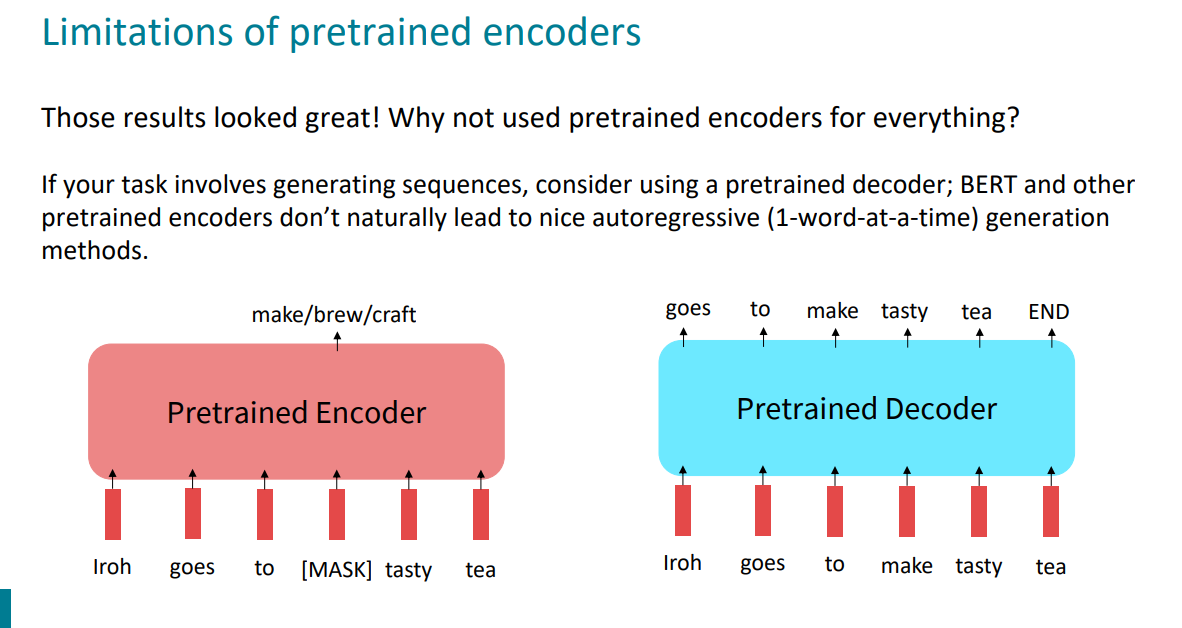 Limitations of pretrained encoders
Those results looked great! Why not used pretrained encoders for everything?
If your task involves generating sequences, consider using a pretrained decoder; BERT and other
pretrained encoders don’t naturally lead to nice autoregressive (1-word-at-a-time) generation
methods.
make/brew/craft
Pretrained Encoder
Iroh goes to [MASK] tasty tea
goes to make tasty tea END
Pretrained Decoder
Iroh goes to make tasty tea